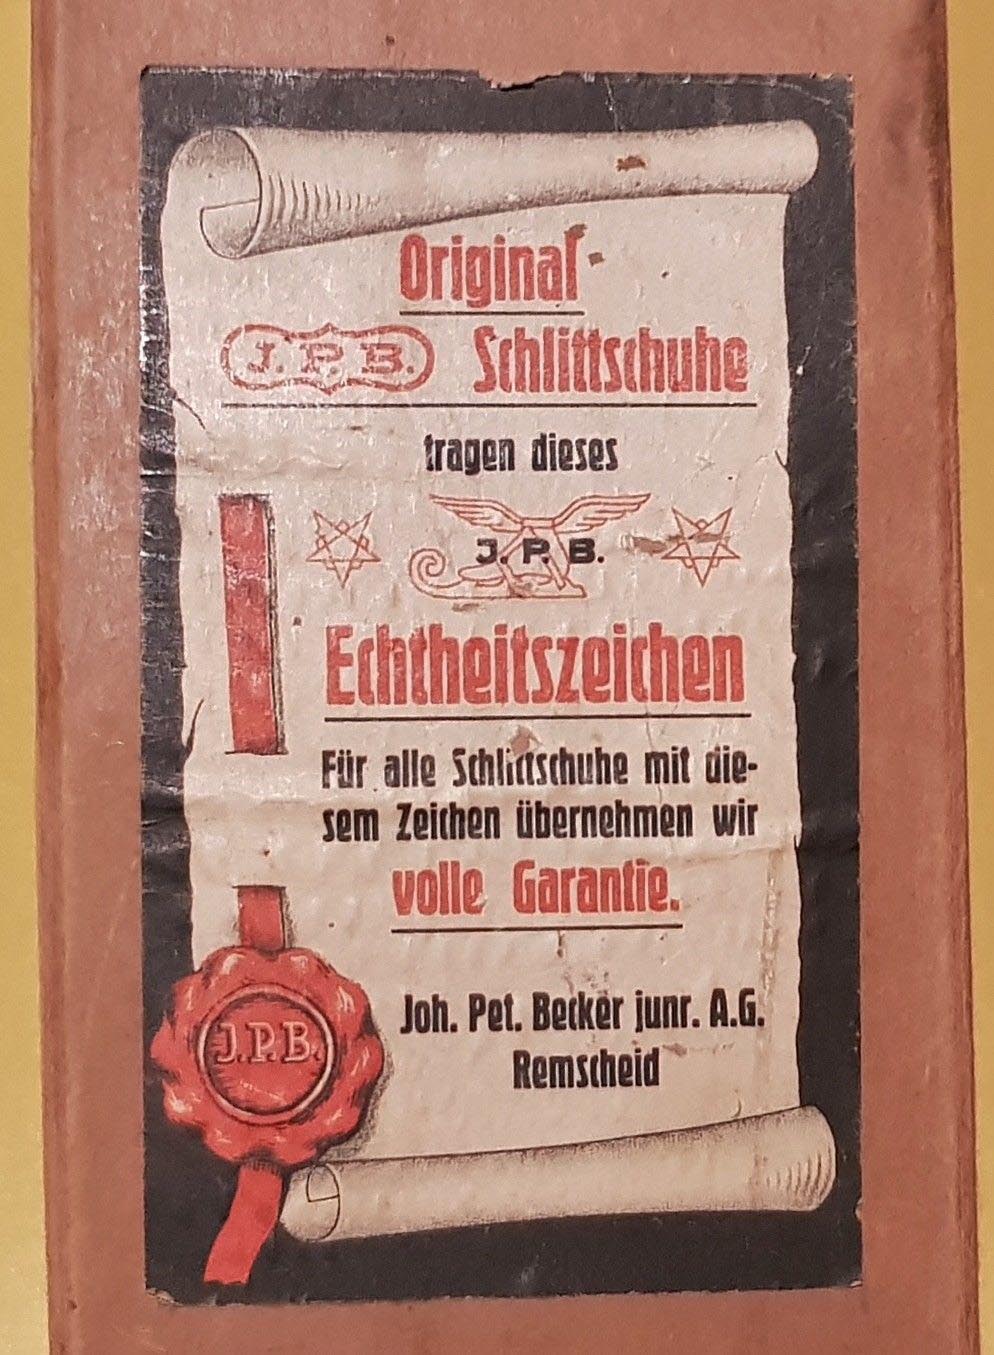 Original
J.P.B. Schlittschuhe
tragen dieses
J. P. B.
Echtheitszeichen
Für alle Schlittschuhe mit die-
sem Zeichen übernehmen wir
volle Garantie.
Joh. Pet. Becker junr. A.G.
Remscheid
J.P.B.